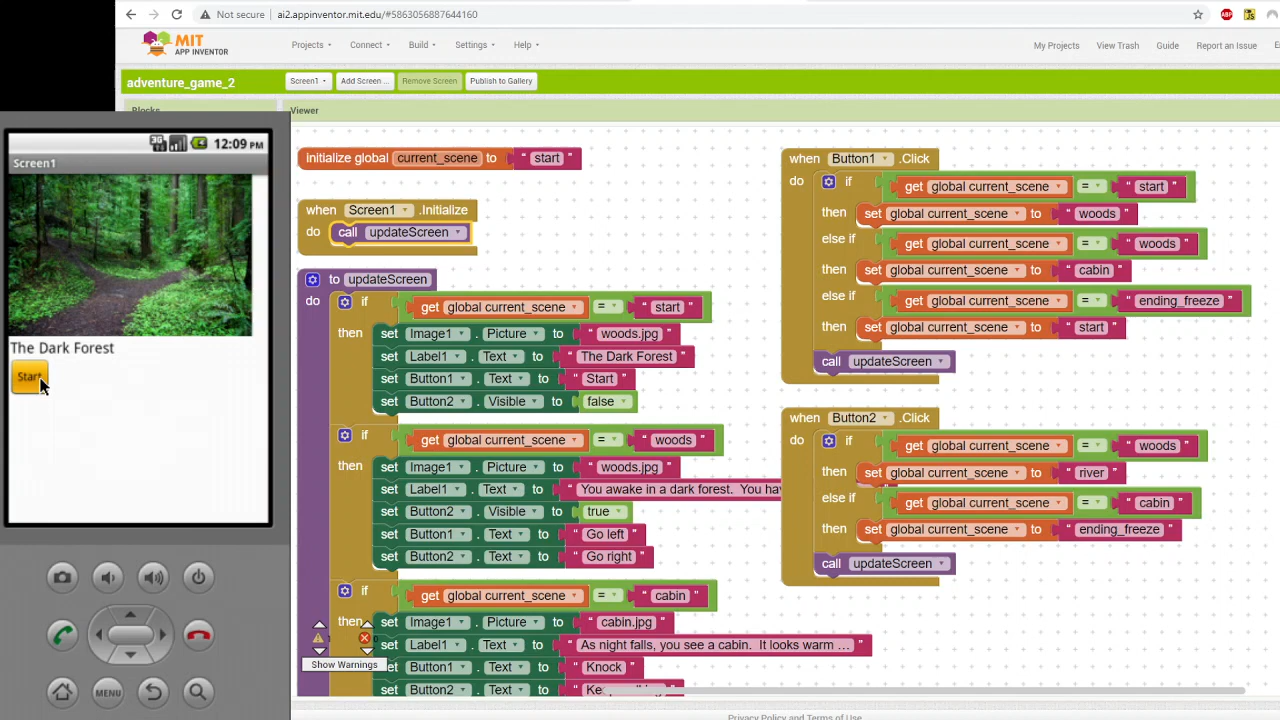 Not secure ai2.appinventor.mit.edu/#5863056887644160
ABP
MIT
APP INVENTOR
Projects Connect Build Settings Help My Projects View Trash Guide Report an Issue
adventure_game_2 Screen1 Add Screen ... Remove Screen Publish to Gallery
Blocks Viewer
3G 12:09 PM
Screen1
The Dark Forest
Start
MENU
initialize global current_scene to " start "
when Screen1 .Initialize
do call updateScreen
to updateScreen
do if get global current_scene = " start "
then set Image1 . Picture to " woods.jpg "
set Label1 . Text to " The Dark Forest "
set Button1 . Text to " Start "
set Button2 . Visible to false
if get global current_scene = " woods "
then set Image1 . Picture to " woods.jpg "
set Label1 . Text to " You awake in a dark forest. You
set Button2 . Visible to true
set Button1 . Text to " Go left "
set Button2 . Text to " Go right "
if get global current_scene = " cabin "
then set Image1 . Picture to " cabin.jpg "
set Label1 . Text to " As night falls, you see a cabin. It looks warm ... "
set Button1 . Text to " Knock "
set Button2 . Text to "
Show Warnings
when Button1 .Click
do if get global current_scene = " start "
then set global current_scene to " woods "
else if get global current_scene = " woods "
then set global current_scene to " cabin "
else if get global current_scene = " ending_freeze "
then set global current_scene to " start "
call updateScreen
when Button2 .Click
do if get global current_scene = " woods "
then set global current_scene to " river "
else if get global current_scene = " cabin "
then set global current_scene to " ending_freeze "
call updateScreen
Privacy Policy and Terms of Use